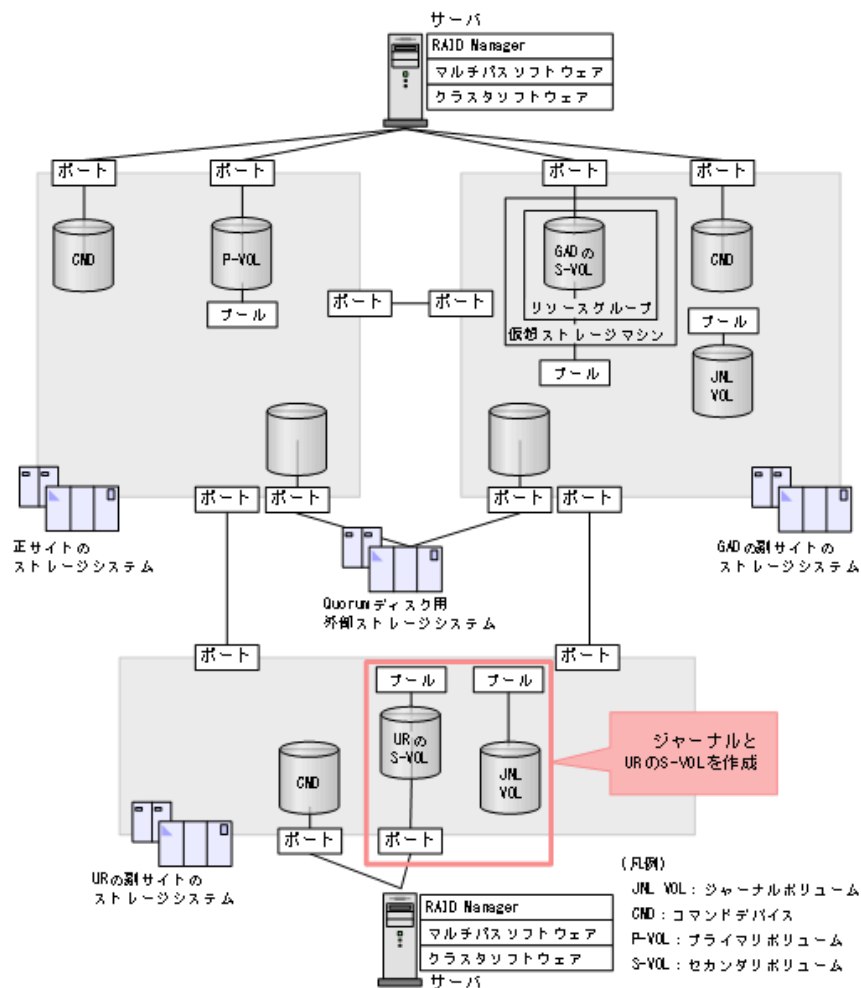 サーバ
RAID Manager
マルチパスソフトウェア
クラスタソフトウェア
ポート
ポート
ポート
ポート
CMD
P-VOL
GADの
S-VOL
CMD
プール
ポート
ポート
リソースグループ
仮想ストレージマシン
プール
プール
JNL
VOL
ポート
ポート
ポート
ポート
正サイトの
ストレージシステム
GADの副サイトの
ストレージシステム
Quorumディスク用
外部ストレージシステム
ポート
ポート
プール
プール
URの
S-VOL
CMD
JNL
VOL
ジャーナルと
URのS-VOLを作成
ポート
ポート
URの副サイトの
ストレージシステム
RAID Manager
マルチパスソフトウェア
クラスタソフトウェア
サーバ
(凡例)
JNL VOL：ジャーナルボリューム
CMD：コマンドデバイス
P-VOL：プライマリボリューム
S-VOL：セカンダリボリューム